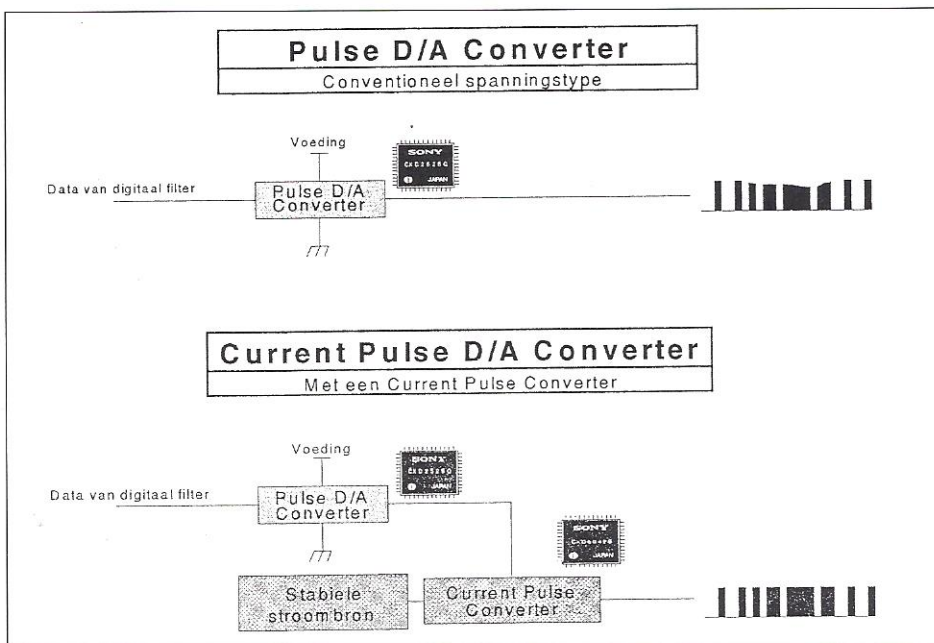 Pulse D/A Converter
Conventioneel spanningstype
Voeding
SONY
JAPAN
Data van digitaal filter
Pulse D/A
Converter
Current Pulse D/A Converter
Met een Current Pulse Converter
Voeding
SONY
JAPAN
Data van digitaal filter
Pulse D/A
Converter
SONY
JAPAN
Stabiele
stroombron
Current Pulse
Converter